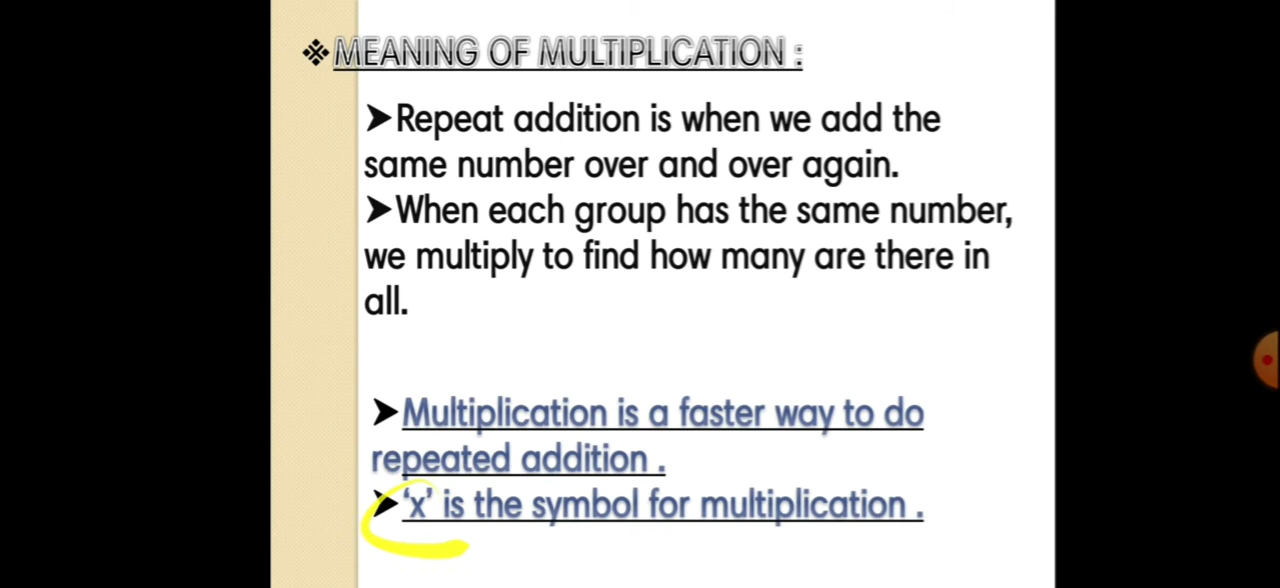 ❖MEANING OF MULTIPLICATION :
➤Repeat addition is when we add the
same number over and over again.
➤When each group has the same number,
we multiply to find how many are there in
all.
➤Multiplication is a faster way to do
repeated addition .
➤‘x’ is the symbol for multiplication .